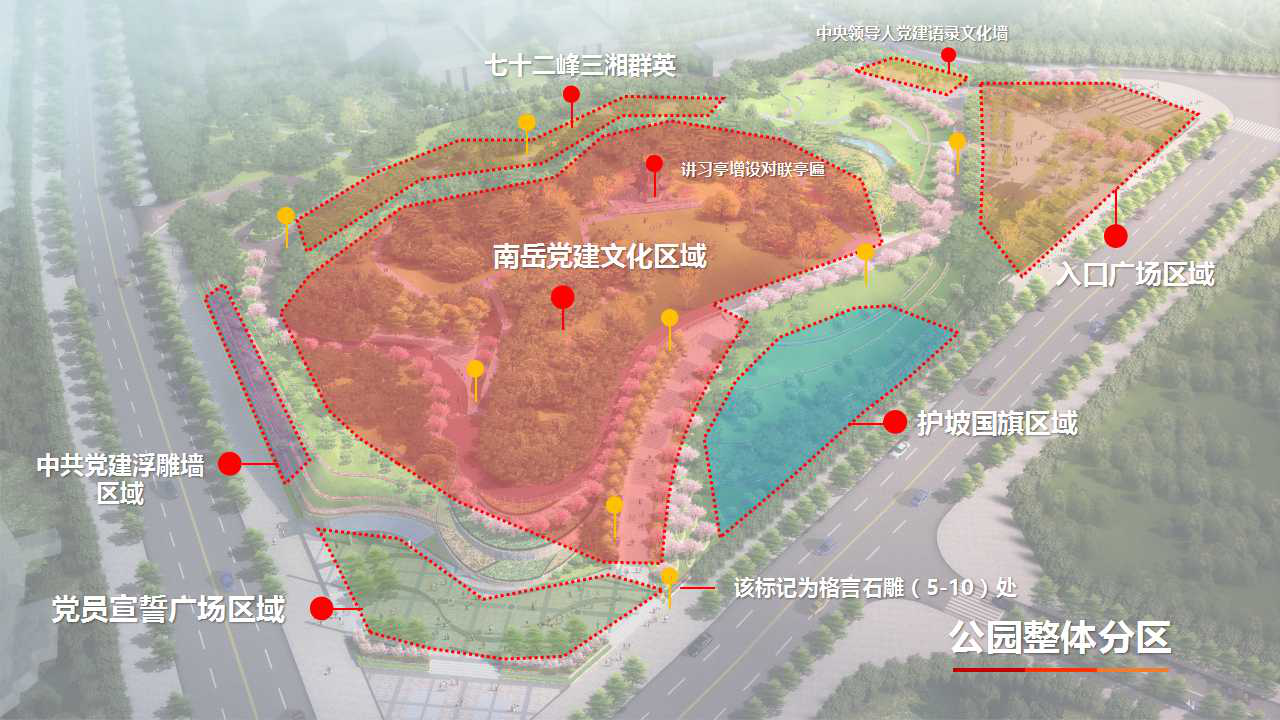 中央领导人党建语录文化墙
七十二峰三湘群英
讲习亭增设对联亭匾
南岳党建文化区域
入口广场区域
护坡国旗区域
中共党建浮雕墙
区域
该标记为格言石雕（5-10）处
党员宣誓广场区域
公园整体分区